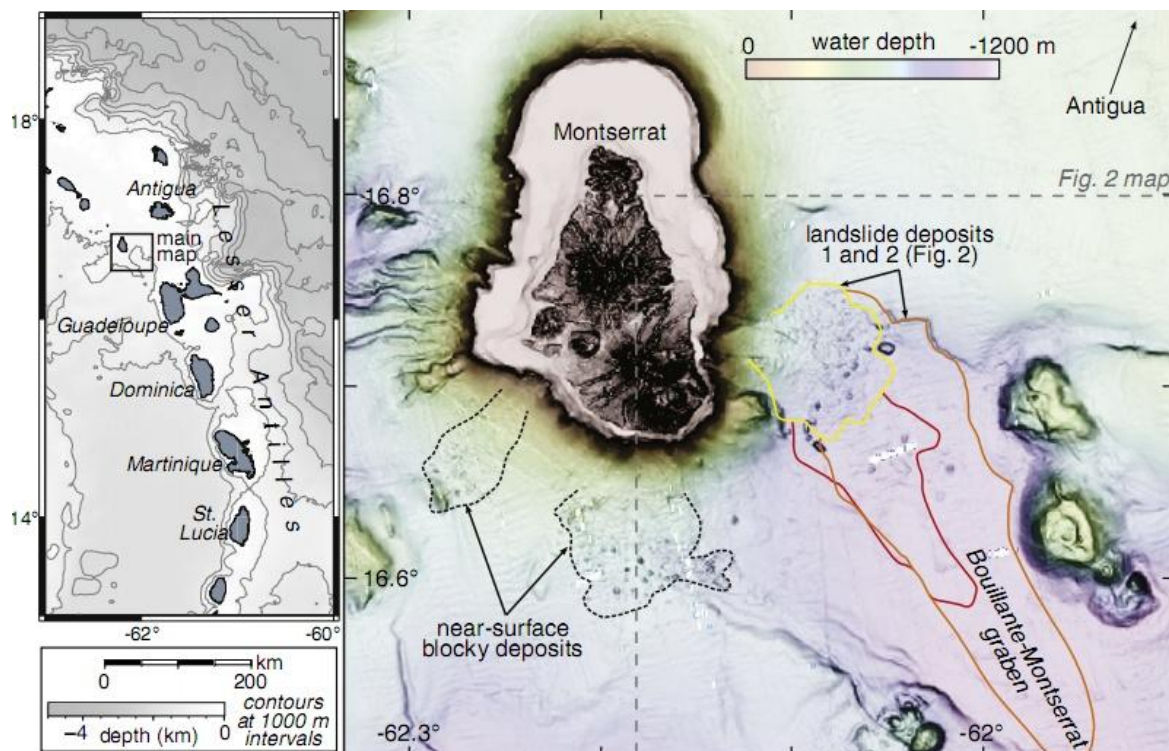 18°
Antigua
main
map
Guadeloupe
Lesser Antilles
Dominica
Martinique
14°
St.
Lucia
-62°
-60°
km
0
200
contours
at 1000 m
intervals
-4
0
depth (km)
0
water depth
-1200 m
Antigua
Montserrat
16.8°
Fig. 2 map
landslide deposits
1 and 2 (Fig. 2)
16.6°
near-surface
blocky deposits
Bouillante-Montserrat
graben
-62.3°
-62°